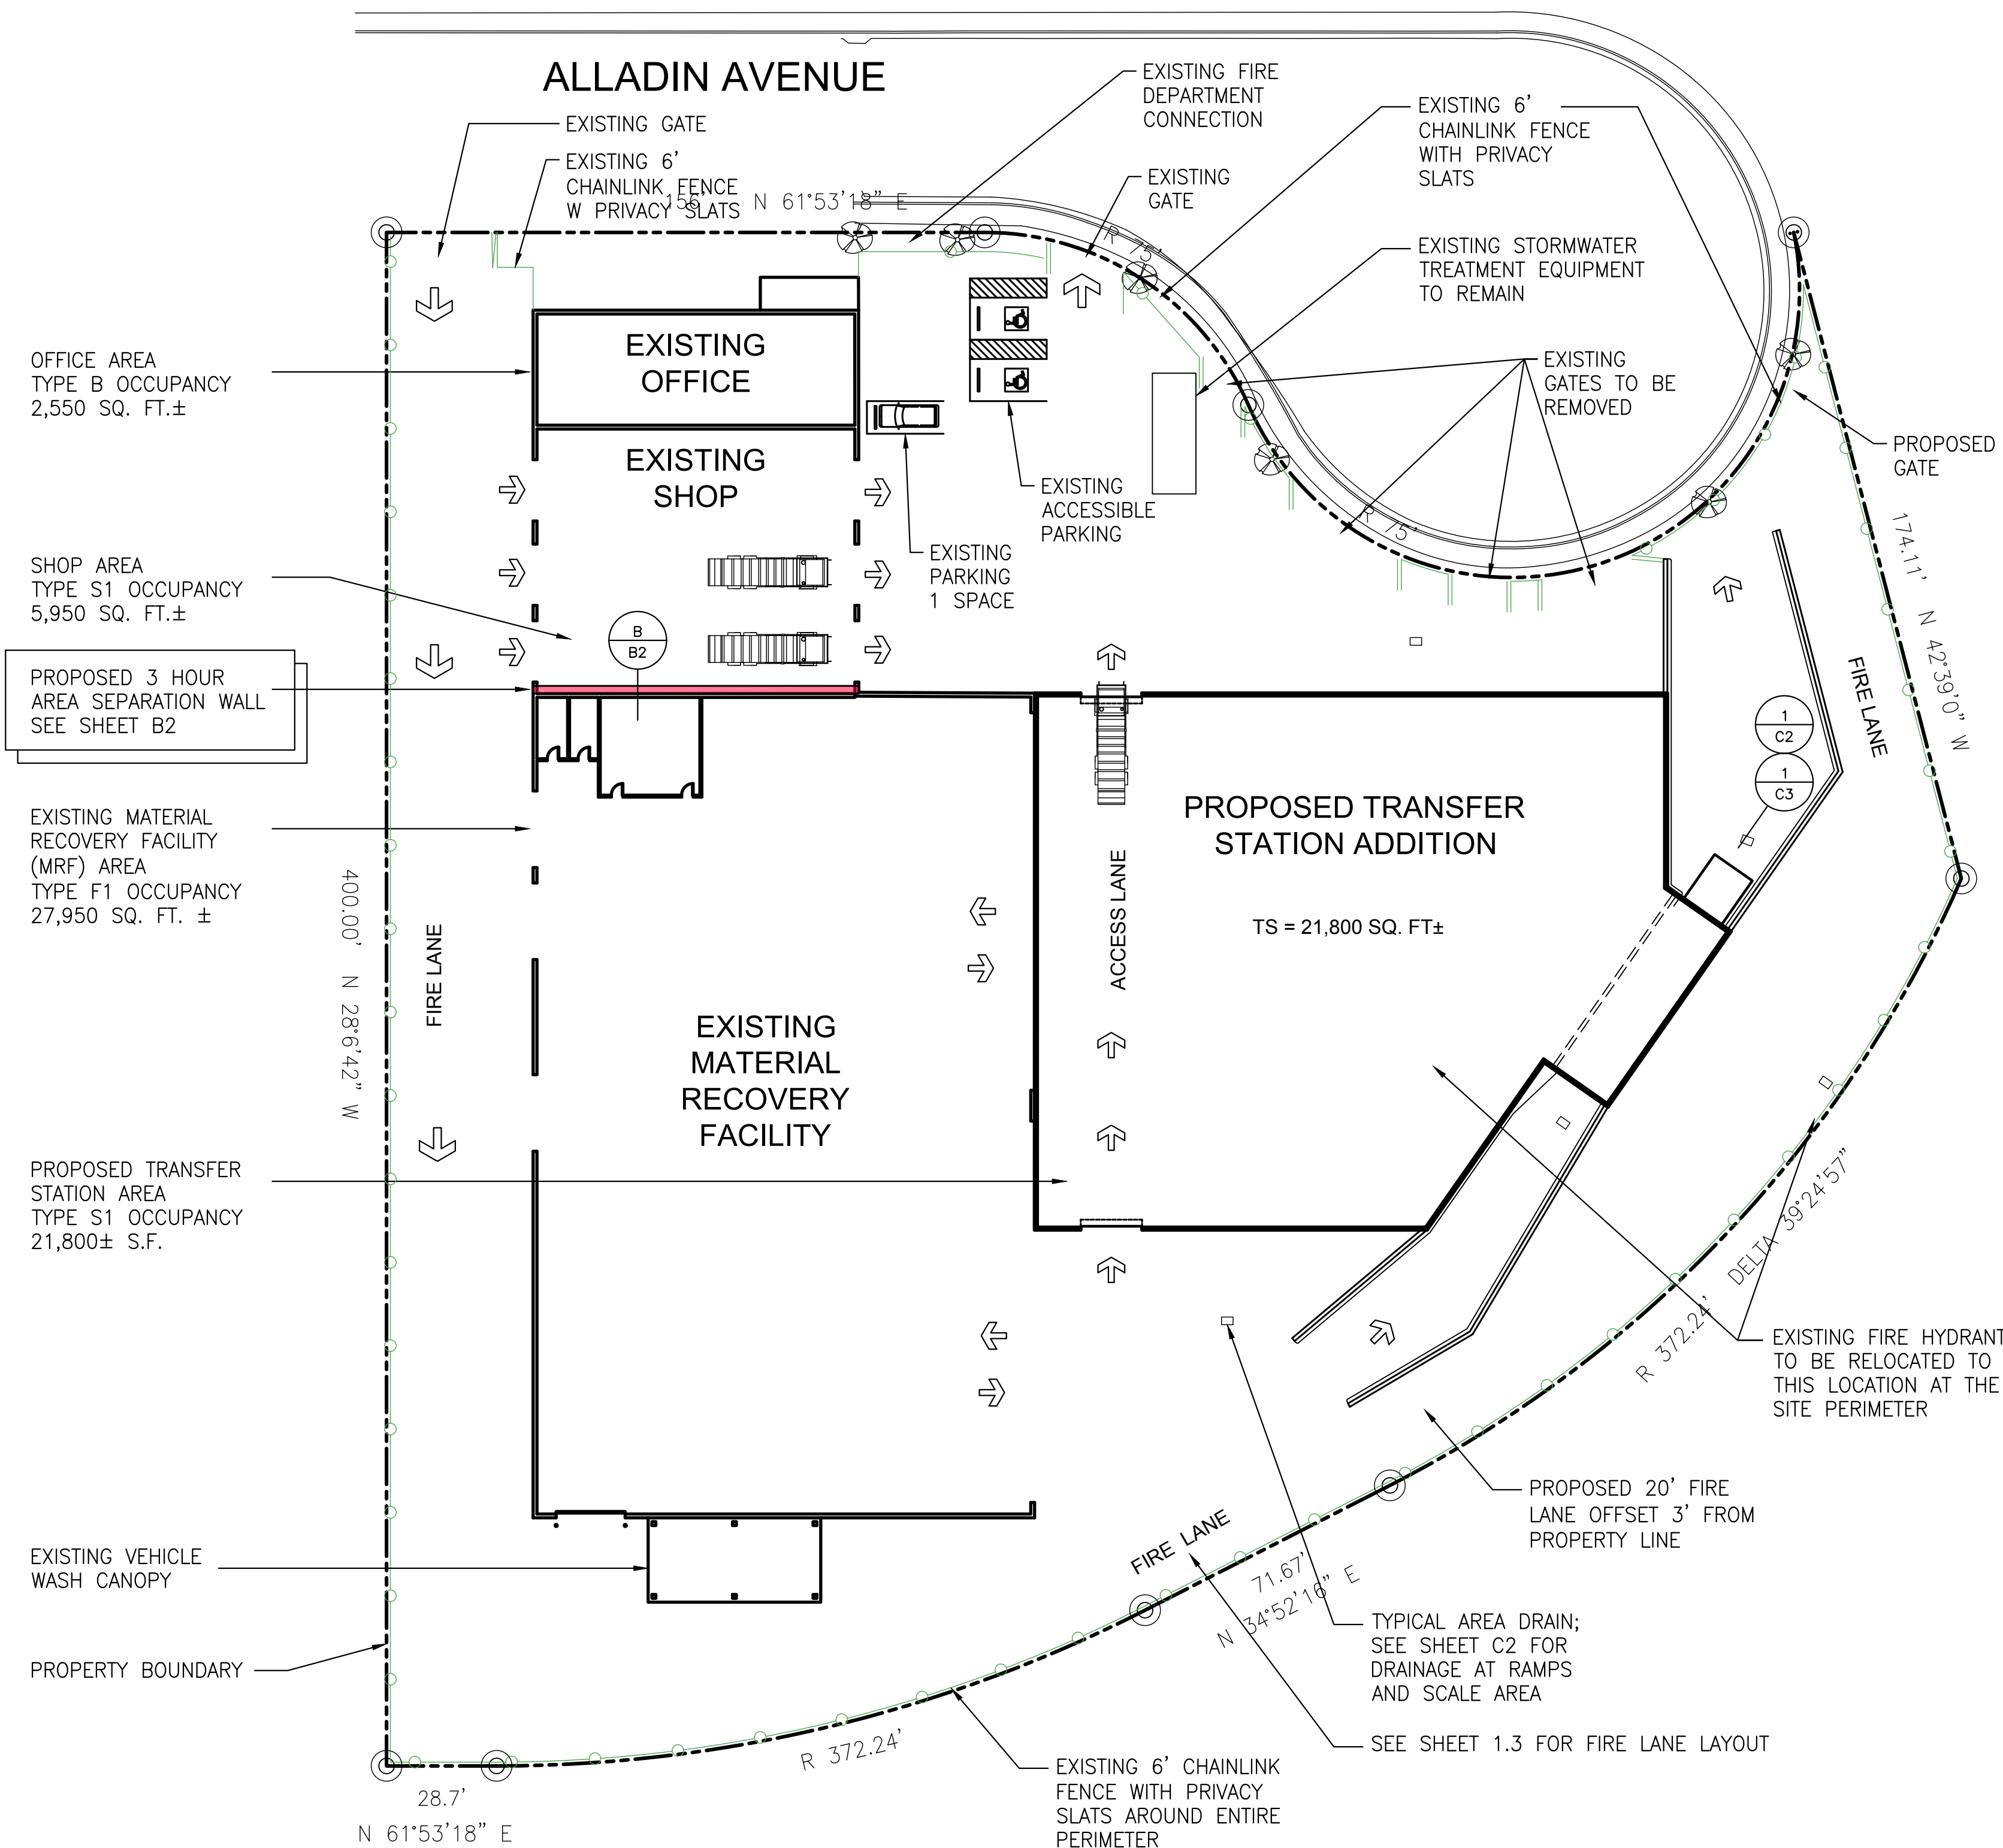 ALLADIN AVENUE
EXISTING GATE
EXISTING 6'
CHAINLINK FENCE
W PRIVACY SLATS
156' N 61°53'18" E
EXISTING FIRE
DEPARTMENT
CONNECTION
EXISTING
GATE
EXISTING 6'
CHAINLINK FENCE
WITH PRIVACY
SLATS
R 75'
EXISTING STORMWATER
TREATMENT EQUIPMENT
TO REMAIN
EXISTING
GATES TO BE
REMOVED
PROPOSED
GATE
R 75'
174.11' N 42°39'0" W
OFFICE AREA
TYPE B OCCUPANCY
2,550 SQ. FT.±
EXISTING
OFFICE
EXISTING
SHOP
EXISTING
ACCESSIBLE
PARKING
EXISTING
PARKING
1 SPACE
SHOP AREA
TYPE S1 OCCUPANCY
5,950 SQ. FT.±
B
B2
PROPOSED 3 HOUR
AREA SEPARATION WALL
SEE SHEET B2
FIRE LANE
1
C2
1
C3
EXISTING MATERIAL
RECOVERY FACILITY
(MRF) AREA
TYPE F1 OCCUPANCY
27,950 SQ. FT. ±
400.00' N 28°6'42" W
FIRE LANE
ACCESS LANE
PROPOSED TRANSFER
STATION ADDITION
TS = 21,800 SQ. FT±
EXISTING
MATERIAL
RECOVERY
FACILITY
PROPOSED TRANSFER
STATION AREA
TYPE S1 OCCUPANCY
21,800± S.F.
R 372.24' DELTA 39°24'57"
EXISTING FIRE HYDRANT
TO BE RELOCATED TO
THIS LOCATION AT THE
SITE PERIMETER
PROPOSED 20' FIRE
LANE OFFSET 3' FROM
PROPERTY LINE
EXISTING VEHICLE
WASH CANOPY
FIRE LANE
71.67'
N 34°52'16" E
TYPICAL AREA DRAIN;
SEE SHEET C2 FOR
DRAINAGE AT RAMPS
AND SCALE AREA
PROPERTY BOUNDARY
SEE SHEET 1.3 FOR FIRE LANE LAYOUT
R 372.24'
EXISTING 6' CHAINLINK
FENCE WITH PRIVACY
SLATS AROUND ENTIRE
PERIMETER
28.7'
N 61°53'18" E